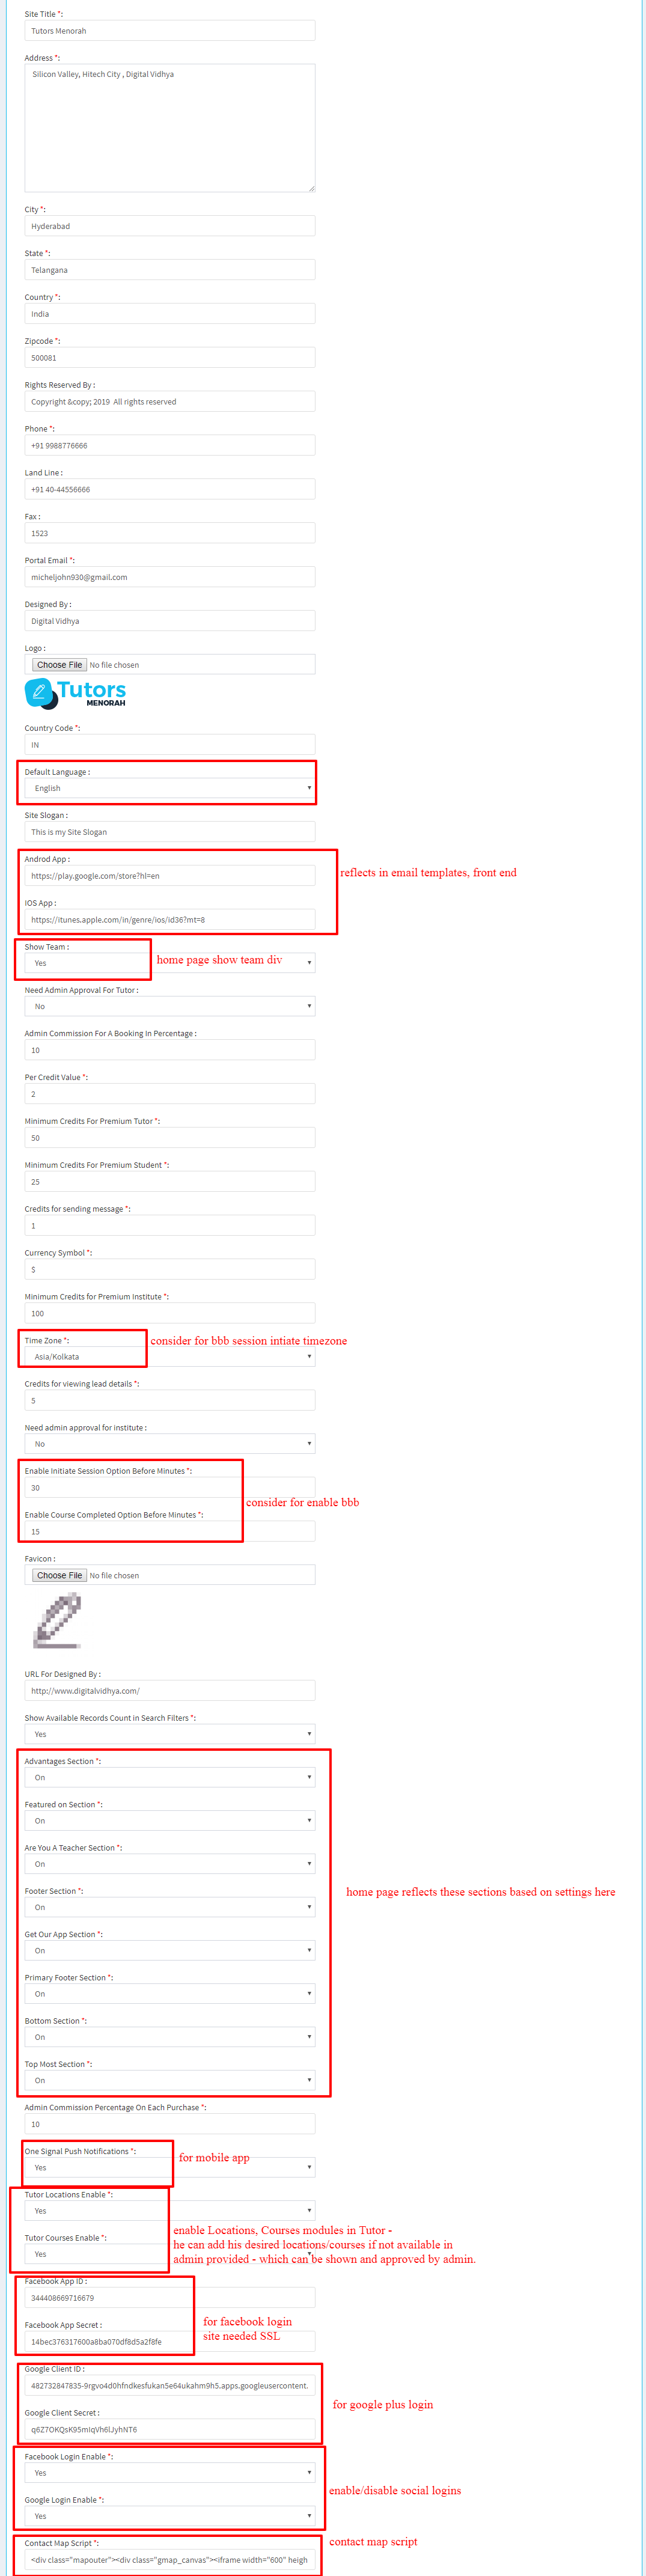 Site Title *:
Tutors Menorah
Address *:
Silicon Valley, Hitech City , Digital Vidhya
City *:
Hyderabad
State *:
Telangana
Country *:
India
Zipcode *:
500081
Rights Reserved By :
Copyright &copy; 2019  All rights reserved
Phone *:
+91 9988776666
Land Line :
+91 40-44556666
Fax :
1523
Portal Email *:
micheljohn930@gmail.com
Designed By :
Digital Vidhya
Logo :
Choose File No file chosen
Tutors
MENORAH
Country Code *:
IN
Default Language :
English
Site Slogan :
This is my Site Slogan
Androd App :
https://play.google.com/store?hl=en
reflects in email templates, front end
IOS App :
https://itunes.apple.com/in/genre/ios/id36?mt=8
Show Team :
Yes
home page show team div
Need Admin Approval For Tutor :
No
Admin Commission For A Booking In Percentage :
10
Per Credit Value *:
2
Minimum Credits For Premium Tutor *:
50
Minimum Credits For Premium Student *:
25
Credits for sending message *:
1
Currency Symbol *:
$
Minimum Credits for Premium Institute *:
100
Time Zone *:
consider for bbb session intiate timezone
Asia/Kolkata
Credits for viewing lead details *:
5
Need admin approval for institute :
No
Enable Initiate Session Option Before Minutes *:
30
consider for enable bbb
Enable Course Completed Option Before Minutes *:
15
Favicon :
Choose File No file chosen
URL For Designed By :
http://www.digitalvidhya.com/
Show Available Records Count in Search Filters *:
Yes
Advantages Section *:
On
Featured on Section *:
On
Are You A Teacher Section *:
On
Footer Section *:
home page reflects these sections based on settings here
On
Get Our App Section *:
On
Primary Footer Section *:
On
Bottom Section *:
On
Top Most Section *:
On
Admin Commission Percentage On Each Purchase *:
10
One Signal Push Notifications *:
for mobile app
Yes
Tutor Locations Enable *:
Yes
enable Locations, Courses modules in Tutor -
Tutor Courses Enable *:
he can add his desired locations/courses if not available in
Yes
admin provided - which can be shown and approved by admin.
Facebook App ID :
344408669716679
Facebook App Secret :
for facebook login
site needed SSL
14bec376317600a8ba070df8d5a2f8fe
Google Client ID :
482732847835-9rgvo4d0hfndkesfukan5e64ukahm9h5.apps.googleusercontent.
for google plus login
Google Client Secret :
q6Z7OKQsK95mIqVh6lJyhNT6
Facebook Login Enable *:
Yes
enable/disable social logins
Google Login Enable *:
Yes
Contact Map Script *:
contact map script
<div class="mapouter"><div class="gmap_canvas"><iframe width="600" heigh